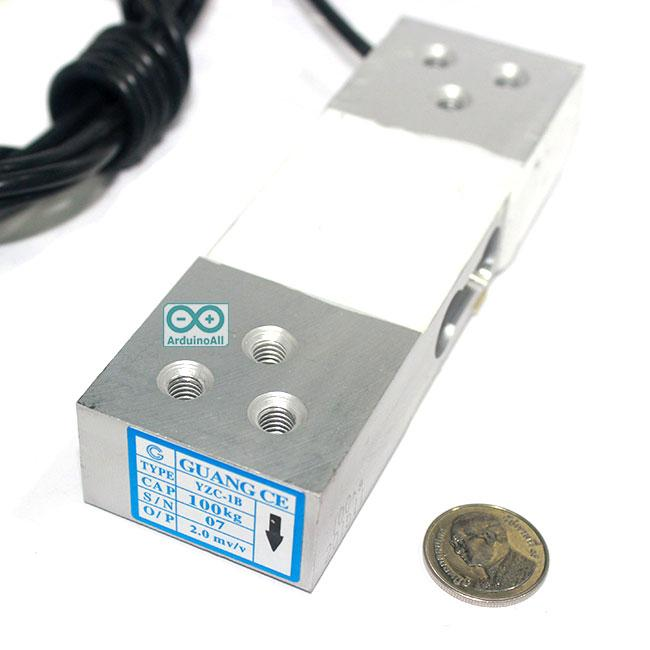 ArduinoAll
GUANG CE
TYPE YZC-1B
CAP 100kg
S/N 07
O/P 2.0 mv/v